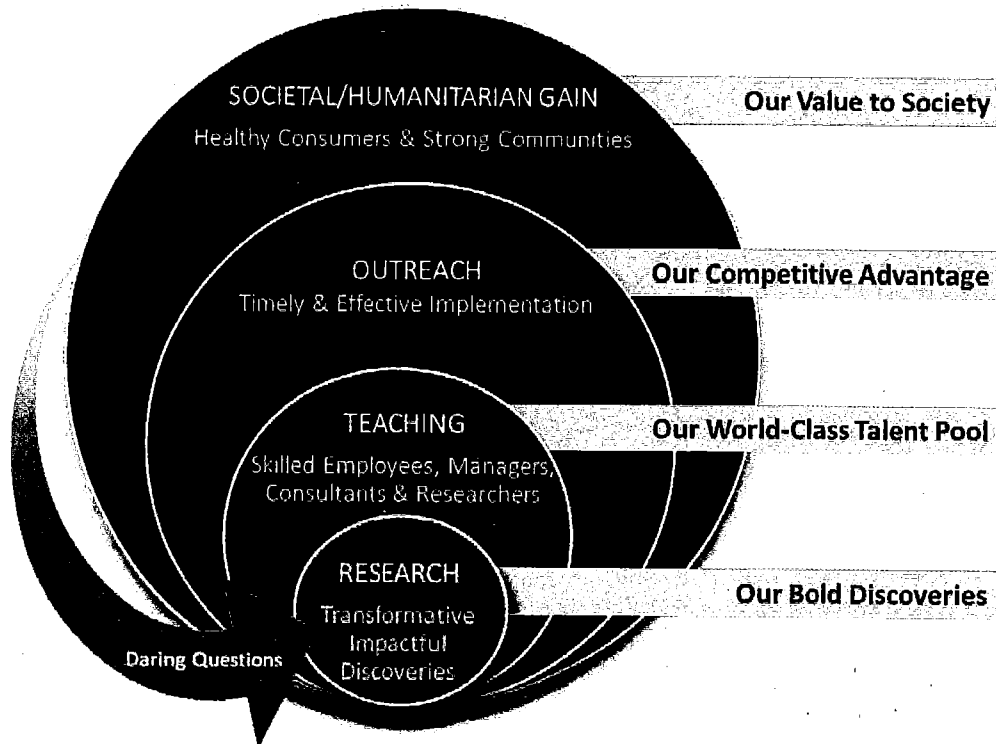 SOCIETAL/HUMANITARIAN GAIN
Healthy Consumers & Strong Communities
Our Value to Society
OUTREACH
Timely & Effective Implementation
Our Competitive Advantage
TEACHING
Skilled Employees, Managers,
Consultants & Researchers
Our World-Class Talent Pool
RESEARCH
Transformative
Impactful
Discoveries
Our Bold Discoveries
Daring Questions